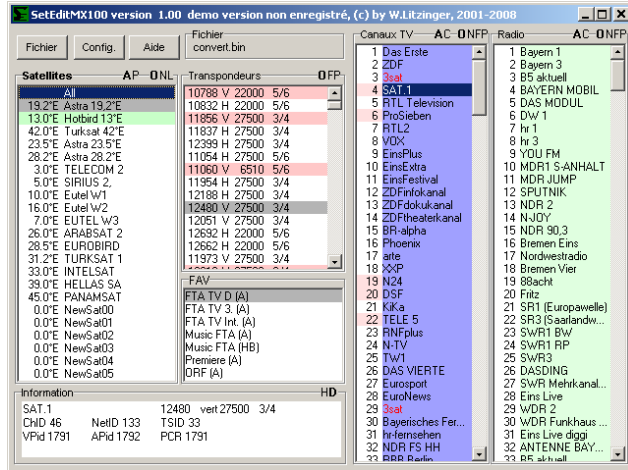 SetEditMX100 version 1.00 demo version non enregistré, (c) by W.Litzinger, 2001-2008
Fichier
Config.
Aide
Fichier
convert.bin
Satellites A P - O N L
All
19.2°E Astra 19,2°E
13.0°E Hotbird 13°E
42.0°E Turksat 42°E
23.5°E Astra 23.5°E
28.2°E Astra 28.2°E
3.0°E TELECOM 2
5.0°E SIRIUS 2,
10.0°E Eutel W1
16.0°E Eutel W2
7.0°E EUTEL W3
26.0°E ARABSAT 2
28.5°E EUROBIRD
31.2°E TURKSAT 1
33.0°E INTELSAT
39.0°E HELLAS SA
45.0°E PANAMSAT
0.0°E NewSat00
0.0°E NewSat01
0.0°E NewSat02
0.0°E NewSat03
0.0°E NewSat04
0.0°E NewSat05
Transpondeurs O F P
10788 V 22000 5/6
10832 H 22000 5/6
11856 V 27500 3/4
11837 H 27500 3/4
12399 H 27500 3/4
11054 H 27500 5/6
11060 V 6510 5/6
11954 H 27500 3/4
12188 H 27500 3/4
12480 V 27500 3/4
12051 V 27500 3/4
12692 H 22000 5/6
12662 H 22000 5/6
11973 V 27500 3/4
FAV
FTA TV D (A)
FTA TV 3. (A)
FTA TV Int. (A)
Music FTA (A)
Music FTA (HB)
Premiere (A)
ORF (A)
Canaux TV A C - O N F P
1 Das Erste
2 ZDF
3 3sat
4 SAT.1
5 RTL Television
6 ProSieben
7 RTL2
8 VOX
9 EinsPlus
10 EinsExtra
11 EinsFestival
12 ZDFinfokanal
13 ZDFdokukanal
14 ZDFtheaterkanal
15 BR-alpha
16 Phoenix
17 arte
18 XXP
19 N24
20 DSF
21 KiKa
22 TELE 5
23 RNFplus
24 N-TV
25 TW1
26 DAS VIERTE
27 Eurosport
28 EuroNews
29 3sat
30 Bayerisches Fer...
31 hr-fernsehen
32 NDR FS HH
33 RBB Berlin
Radio A C - O N F P
1 Bayern 1
2 Bayern 3
3 B5 aktuell
4 BAYERN MOBIL
5 DAS MODUL
6 DW 1
7 hr 1
8 hr 3
9 YOU FM
10 MDR1 S-ANHALT
11 MDR JUMP
12 SPUTNIK
13 NDR 2
14 N-JOY
15 NDR 90,3
16 Bremen Eins
17 Nordwestradio
18 Bremen Vier
19 88acht
20 Fritz
21 SR1 (Europawelle)
22 SR3 (Saarlandw...
23 SWR1 BW
24 SWR1 RP
25 SWR3
26 DASDING
27 SWR Mehrkanal...
28 Eins Live
29 WDR 2
30 WDR Funkhaus ...
31 Eins Live diggi
32 ANTENNE BAY...
33 B5 aktuell
Information HD-
SAT.1 12480 vert 27500 3/4
ChID 46 NetID 133 TSID 33
VPid 1791 APid 1792 PCR 1791